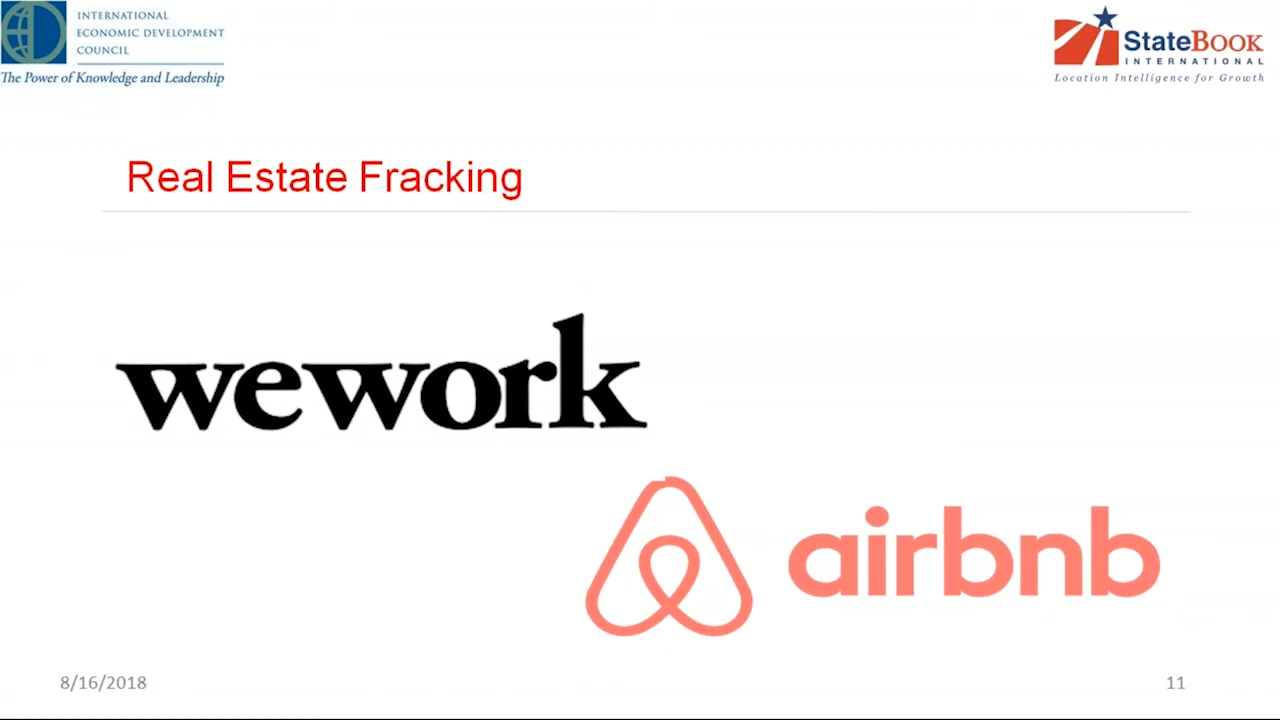 INTERNATIONAL
ECONOMIC DEVELOPMENT
COUNCIL
The Power of Knowledge and Leadership
StateBook
INTERNATIONAL
Location Intelligence for Growth
Real Estate Fracking
wework
airbnb
8/16/2018
11